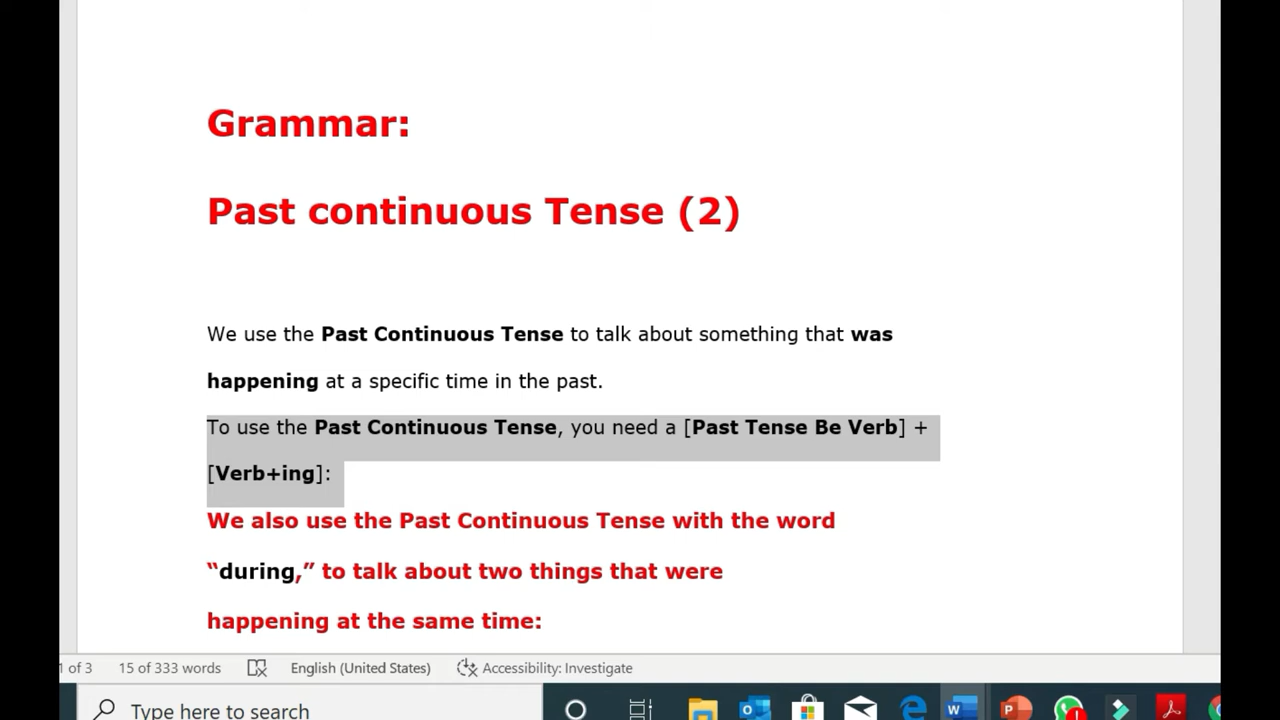 Grammar:
Past continuous Tense (2)
We use the Past Continuous Tense to talk about something that was
happening at a specific time in the past.
To use the Past Continuous Tense, you need a [Past Tense Be Verb] +
[Verb+ing]:
We also use the Past Continuous Tense with the word
“during,” to talk about two things that were
happening at the same time:
1 of 3 15 of 333 words English (United States) Accessibility: Investigate
Type here to search